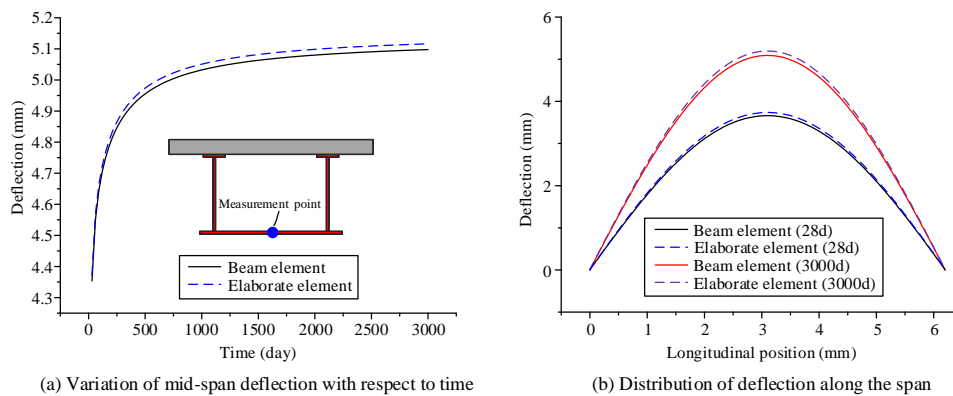 5.2
5.1
5.0
4.9
4.8
4.7
4.6
4.5
4.4
4.3
Deflection (mm)
Measurement point
Beam element
Elaborate element
0
500
1000
1500
2000
2500
3000
Time (day)
(a) Variation of mid-span deflection with respect to time
6
4
2
0
Deflection (mm)
Beam element (28d)
Elaborate element (28d)
Beam element (3000d)
Elaborate element (3000d)
0
1
2
3
4
5
6
Longitudinal position (mm)
(b) Distribution of deflection along the span